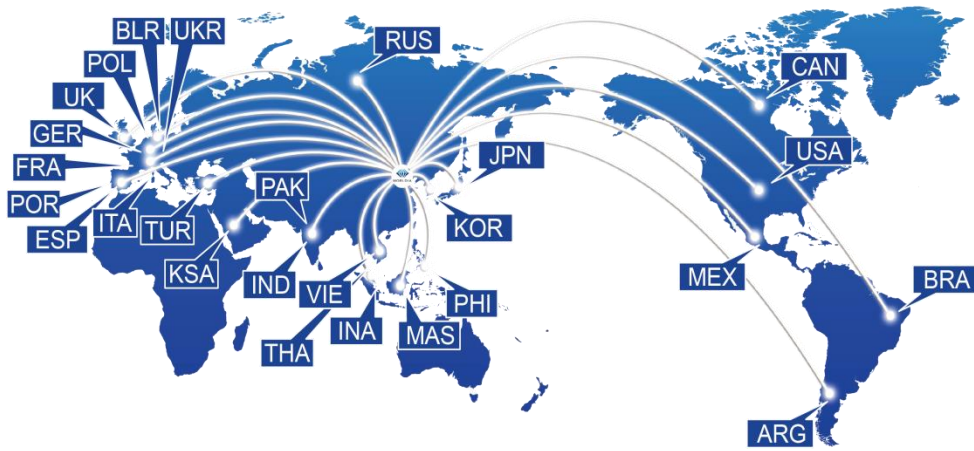 BLR UKR
RUS
POL
CAN
UK
GER
JPN
USA
FRA
PAK
POR
ITA
KOR
TUR
ESP
KSA
IND
VIE
MEX
BRA
PHI
INA
MAS
THA
ARG